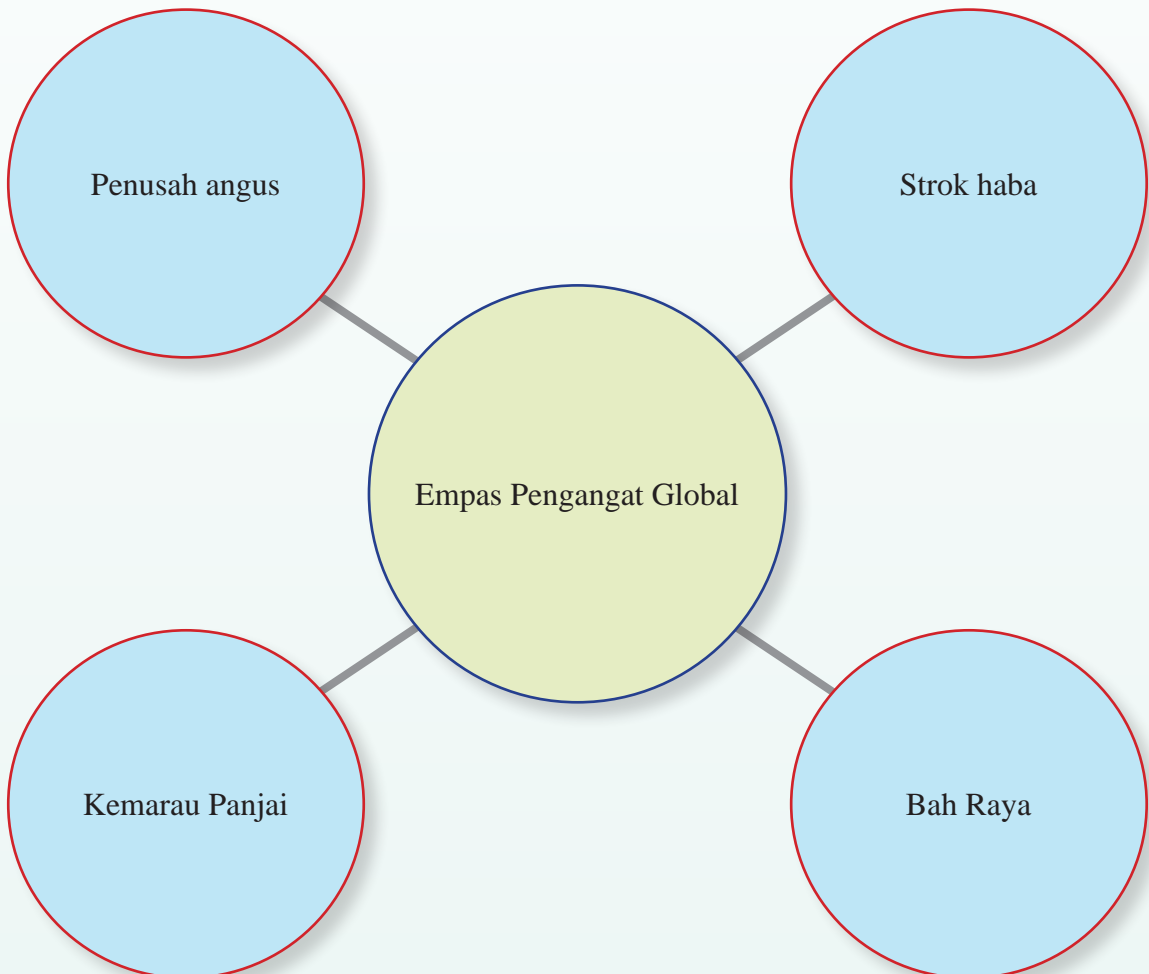 Penusah angus
Strok haba
Empas Pengangat Global
Kemarau Panjai
Bah Raya